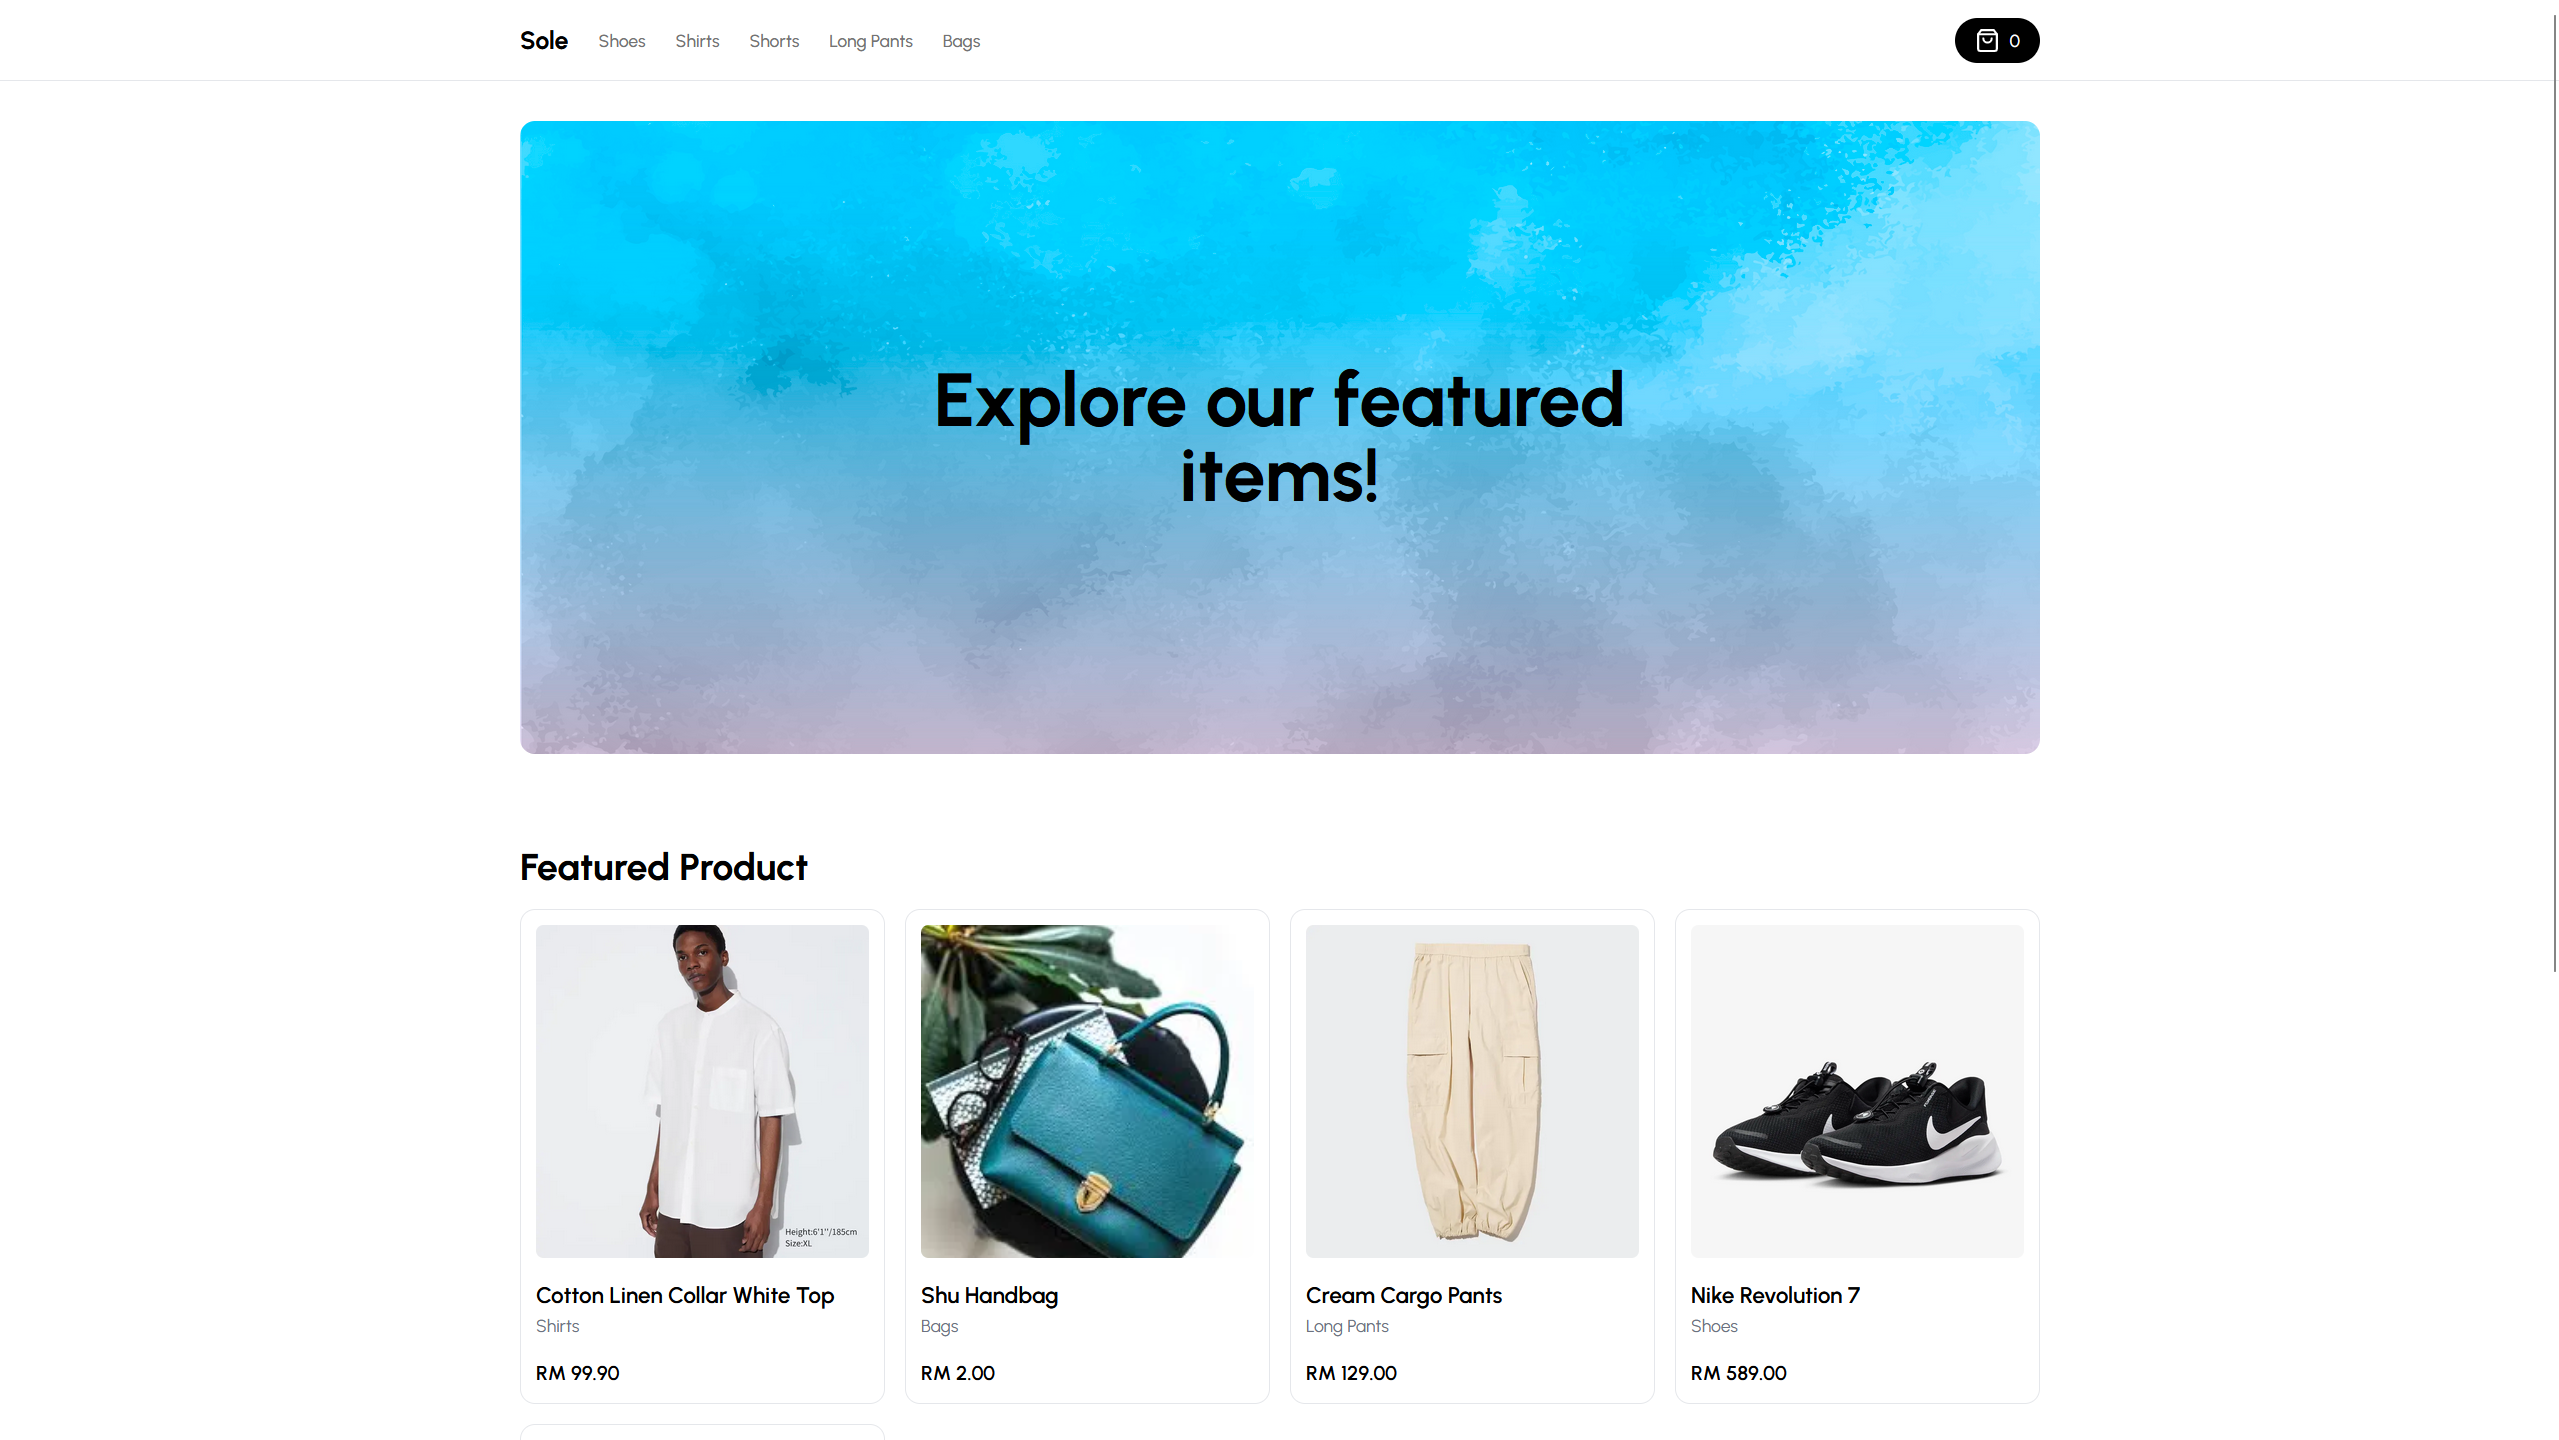 Sole Shoes Shirts Shorts Long Pants Bags 0
Explore our featured
items!
Featured Product
Height:6'1''/185cm
Size:XL
Cotton Linen Collar White Top
Shirts
RM 99.90
Shu Handbag
Bags
RM 2.00
Cream Cargo Pants
Long Pants
RM 129.00
Nike Revolution 7
Shoes
RM 589.00